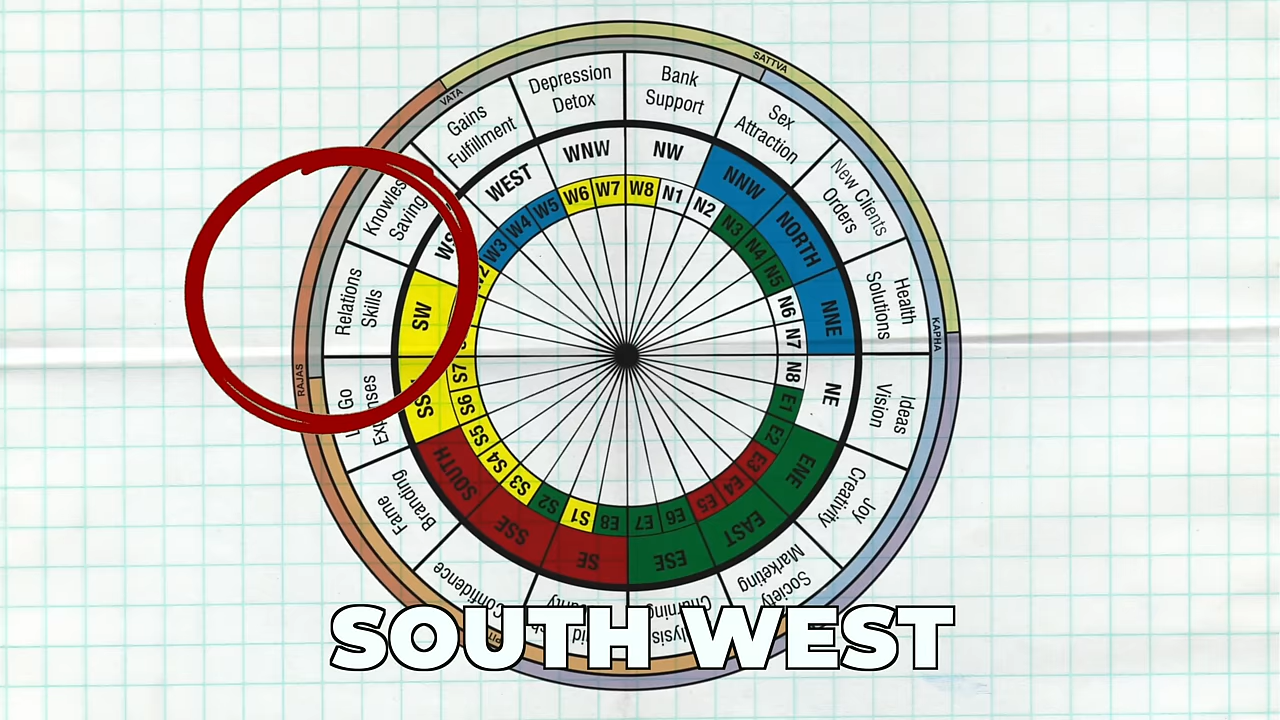 SATTVA
VATA
KAPHA
RAJAS
Depression
Detox
Bank
Support
Sex
Attraction
New Clients
Orders
Health
Solutions
Ideas
Vision
Joy
Creativity
Society
Marketing
Confidence
Fame
Branding
Go
Relations
Skills
Saving
Gains
Fulfillment
WEST
WNW
NW
NNW
NORTH
NNE
NE
ENE
EAST
ESE
SE
SSE
SOUTH
SW
W3
W4
W5
W6
W7
W8
N1
N2
N3
N4
N5
N6
N7
N8
E1
E2
E3
E4
E5
E6
E7
E8
S1
S2
S3
S4
S5
S6
S7
SOUTH WEST